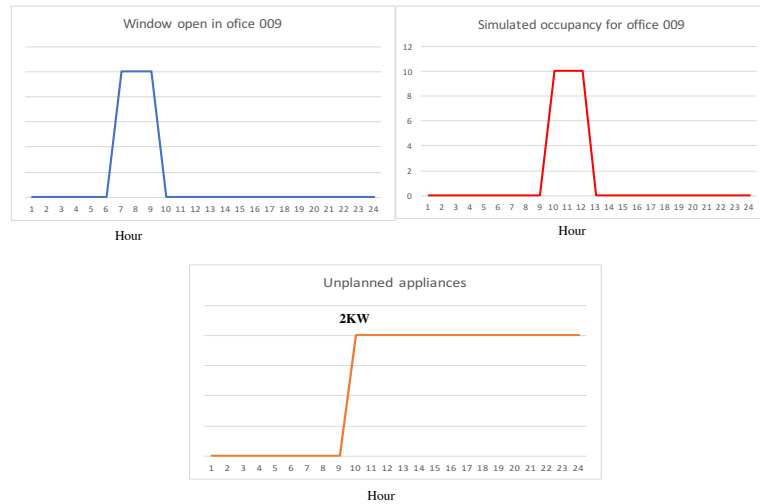 Window open in ofice 009
1 2 3 4 5 6 7 8 9 10 11 12 13 14 15 16 17 18 19 20 21 22 23 24
Hour
Simulated occupancy for office 009
12
10
8
6
4
2
0
1 2 3 4 5 6 7 8 9 10 11 12 13 14 15 16 17 18 19 20 21 22 23 24
Hour
Unplanned appliances
2KW
1 2 3 4 5 6 7 8 9 10 11 12 13 14 15 16 17 18 19 20 21 22 23 24
Hour